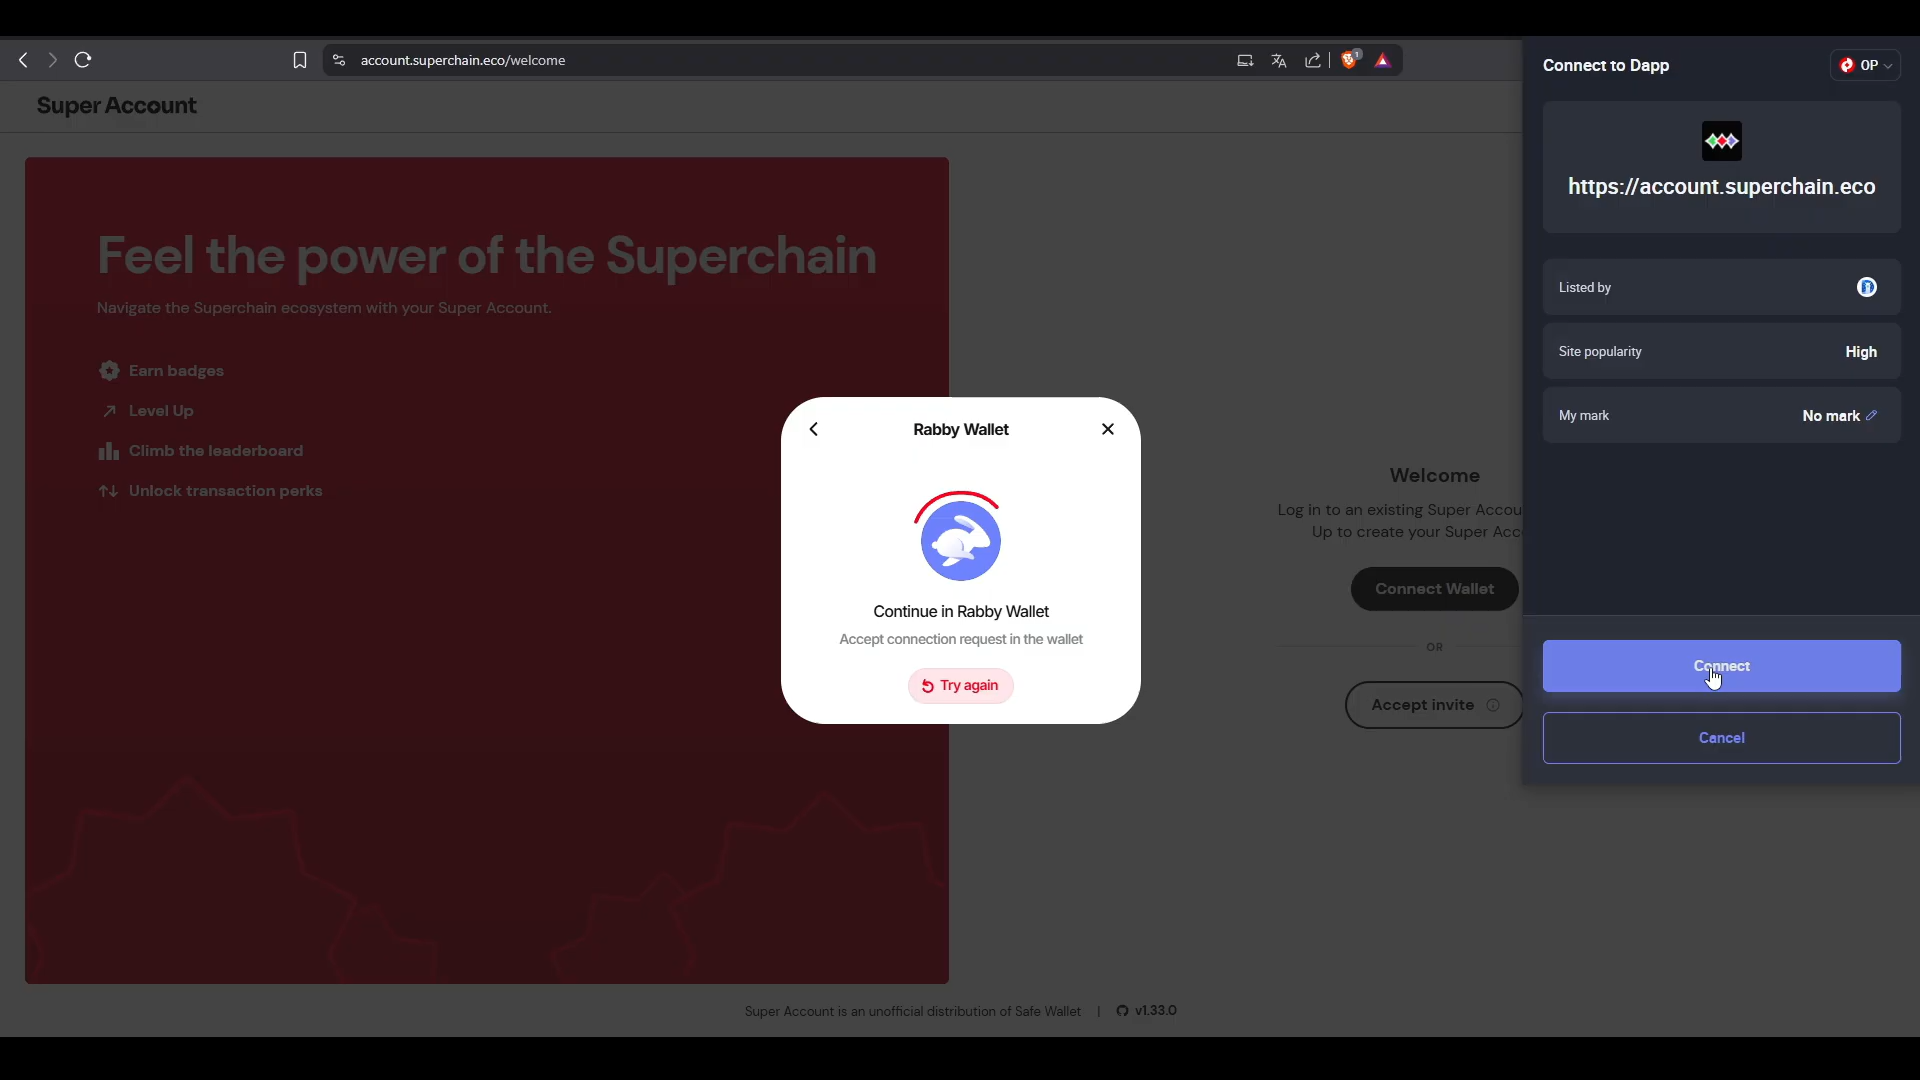 account.superchain.eco/welcome
1
Super Account
Feel the power of the Superchain
Navigate the Superchain ecosystem with your Super Account.
Earn badges
Level Up
Climb the leaderboard
Unlock transaction perks
Rabby Wallet
Continue in Rabby Wallet
Accept connection request in the wallet
Try again
Welcome
Log in to an existing Super Accou
Up to create your Super Acc
Connect Wallet
OR
Accept invite
Connect to Dapp
OP
https://account.superchain.eco
Listed by
Site popularity
High
My mark
No mark
Connect
Cancel
Super Account is an unofficial distribution of Safe Wallet | v1.33.0